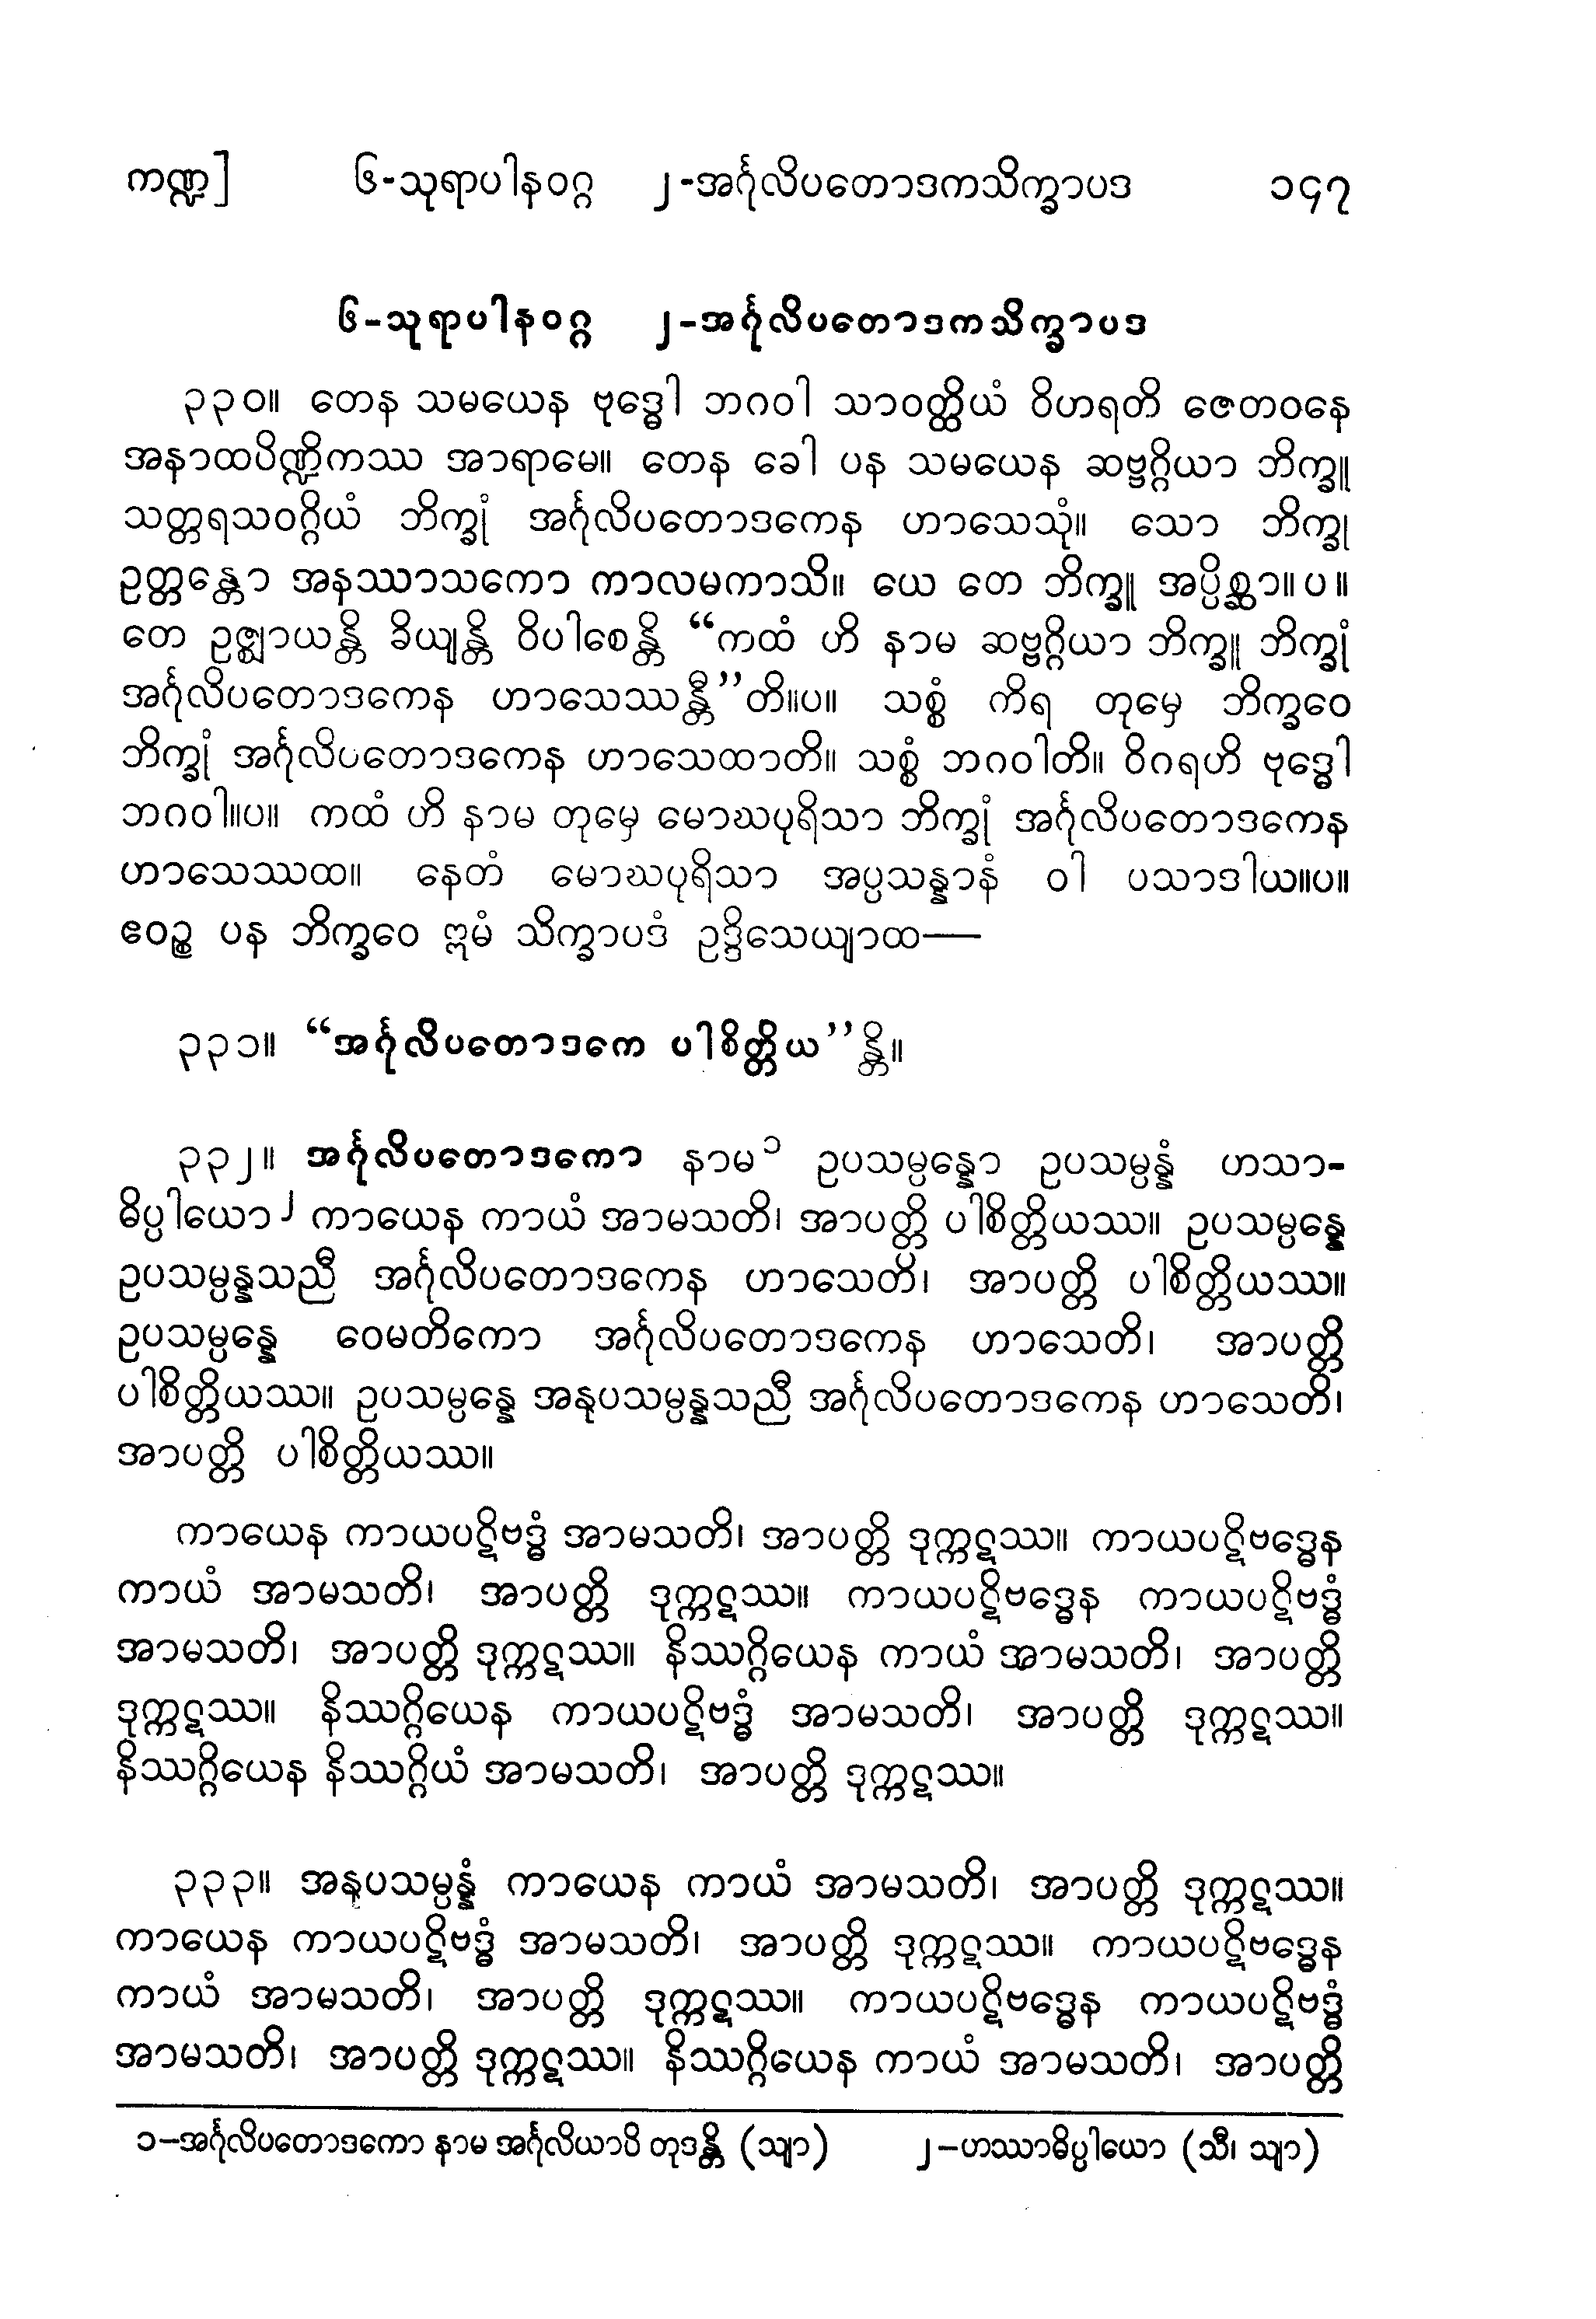 ကဏ္ဍ] ၆-သုရာပါနဝဂ္ဂ ၂-အင်္ဂုလိပတောဒကသိက္ခာပဒ ၁၄၇
၆-သုရာပါနဝဂ္ဂ ၂-အင်္ဂုလိပတောဒကသိက္ခာပဒ
၃၃၀။ တေန သမယေန ဗုဒ္ဓေါ ဘဂဝါ သာဝတ္ထိယံ ဝိဟရတိ ဇေတဝနေ
အနာထပိဏ္ဍိကဿ အာရာမေ။ တေန ခေါ ပန သမယေန ဆဗ္ဗဂ္ဂိယာ ဘိက္ခူ
သတ္တရသဝဂ္ဂိယံ ဘိက္ခုံ အင်္ဂုလိပတောဒကေန ဟာသေသုံ။ သော ဘိက္ခု
ဥတ္တန္တော အနဿာသကော ကာလမကာသိ။ ယေ တေ ဘိက္ခူ အပ္ပိစ္ဆာ။ပ။
တေ ဥဇ္ဈာယန္တိ ခိယျန္တိ ဝိပါစေန္တိ “ကထံ ဟိ နာမ ဆဗ္ဗဂ္ဂိယာ ဘိက္ခူ ဘိက္ခုံ
အင်္ဂုလိပတောဒကေန ဟာသေဿန္တီ”တိ။ပ။ သစ္စံ ကိရ တုမှေ ဘိက္ခဝေ
ဘိက္ခုံ အင်္ဂုလိပတောဒကေန ဟာသေထာတိ။ သစ္စံ ဘဂဝါတိ။ ဝိဂရဟိ ဗုဒ္ဓေါ
ဘဂဝါ။ပ။ ကထံ ဟိ နာမ တုမှေ မောဃပုရိသာ ဘိက္ခုံ အင်္ဂုလိပတောဒကေန
ဟာသေဿထ။ နေတံ မောဃပုရိသာ အပ္ပသန္နာနံ ဝါ ပသာဒါယ။ပ။
ဧဝဉ္စ ပန ဘိက္ခဝေ ဣမံ သိက္ခာပဒံ ဥဒ္ဒိသေယျာထ—
၃၃၁။ “အင်္ဂုလိပတောဒကေ ပါစိတ္တိယ”န္တိ။
၃၃၂။ အင်္ဂုလိပတောဒကော နာမ၁ ဥပသမ္ပန္နော ဥပသမ္ပန္နံ ဟသာ-
ဓိပ္ပါယော၂ ကာယေန ကာယံ အာမသတိ၊ အာပတ္တိ ပါစိတ္တိယဿ။ ဥပသမ္ပန္နေ
ဥပသမ္ပန္နသညီ အင်္ဂုလိပတောဒကေန ဟာသေတိ၊ အာပတ္တိ ပါစိတ္တိယဿ။
ဥပသမ္ပန္နေ ဝေမတိကော အင်္ဂုလိပတောဒကေန ဟာသေတိ၊ အာပတ္တိ
ပါစိတ္တိယဿ။ ဥပသမ္ပန္နေ အနုပသမ္ပန္နသညီ အင်္ဂုလိပတောဒကေန ဟာသေတိ၊
အာပတ္တိ ပါစိတ္တိယဿ။
ကာယေန ကာယပဋိဗဒ္ဓံ အာမသတိ၊ အာပတ္တိ ဒုက္ကဋဿ။ ကာယပဋိဗဒ္ဓေန
ကာယံ အာမသတိ၊ အာပတ္တိ ဒုက္ကဋဿ။ ကာယပဋိဗဒ္ဓေန ကာယပဋိဗဒ္ဓံ
အာမသတိ၊ အာပတ္တိ ဒုက္ကဋဿ။ နိဿဂ္ဂိယေန ကာယံ အာမသတိ၊ အာပတ္တိ
ဒုက္ကဋဿ။ နိဿဂ္ဂိယေန ကာယပဋိဗဒ္ဓံ အာမသတိ၊ အာပတ္တိ ဒုက္ကဋဿ။
နိဿဂ္ဂိယေန နိဿဂ္ဂိယံ အာမသတိ၊ အာပတ္တိ ဒုက္ကဋဿ။
၃၃၃။ အနုပသမ္ပန္နံ ကာယေန ကာယံ အာမသတိ၊ အာပတ္တိ ဒုက္ကဋဿ။
ကာယေန ကာယပဋိဗဒ္ဓံ အာမသတိ၊ အာပတ္တိ ဒုက္ကဋဿ။ ကာယပဋိဗဒ္ဓေန
ကာယံ အာမသတိ၊ အာပတ္တိ ဒုက္ကဋဿ။ ကာယပဋိဗဒ္ဓေန ကာယပဋိဗဒ္ဓံ
အာမသတိ၊ အာပတ္တိ ဒုက္ကဋဿ။ နိဿဂ္ဂိယေန ကာယံ အာမသတိ၊ အာပတ္တိ
၁−အင်္ဂုလိပတောဒကော နာမ အင်္ဂုလိယာပိ တုဒန္တိ (သျာ) ၂−ဟဿာဓိပ္ပါယော (သီ၊ သျာ)